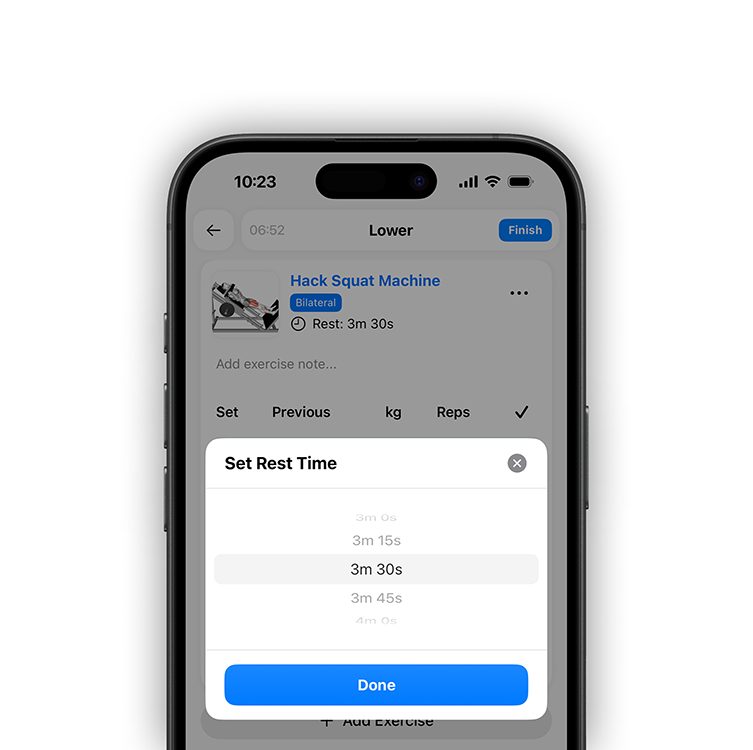 10:23
06:52
Lower
Finish
Hack Squat Machine
Bilateral
Rest: 3m 30s
Add exercise note...
Set Previous kg Reps
Set Rest Time
3m 0s
3m 15s
3m 30s
3m 45s
4m 0s
Done
+ Add Exercise